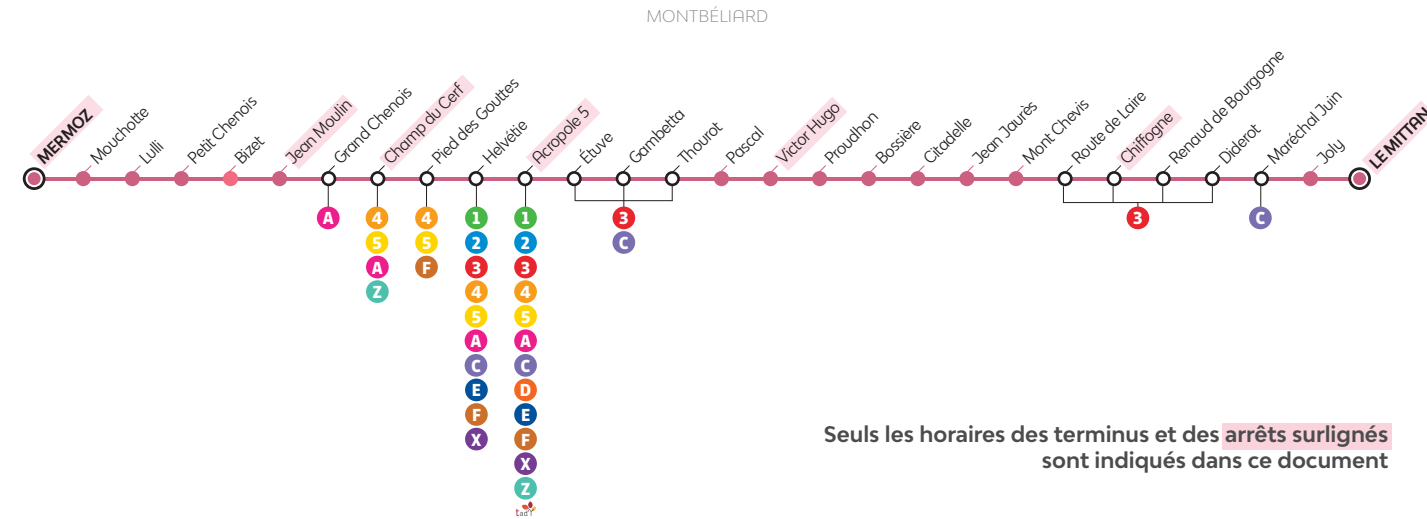 MONTBÉLIARD
MERMOZ
Mouchotte
Lulli
Petit Chenois
Bizet
Jean Moulin
Grand Chenois
Champ du Cerf
Pied des Gouttes
Helvétie
Acropole 5
Étuve
Gambetta
Thourot
Pascal
Victor Hugo
Proudhon
Bossière
Citadelle
Jean Jaurès
Mont Chevis
Route de Laire
Chiffogne
Renaud de Bourgogne
Diderot
Maréchal Juin
Joly
LE MITTAN
A
4
5
A
Z
4
5
F
1
2
3
4
5
A
C
E
F
X
1
2
3
4
5
A
C
D
E
F
X
Z
tad'i
3
C
3
C
Seuls les horaires des terminus et des arrêts surlignés
sont indiqués dans ce document